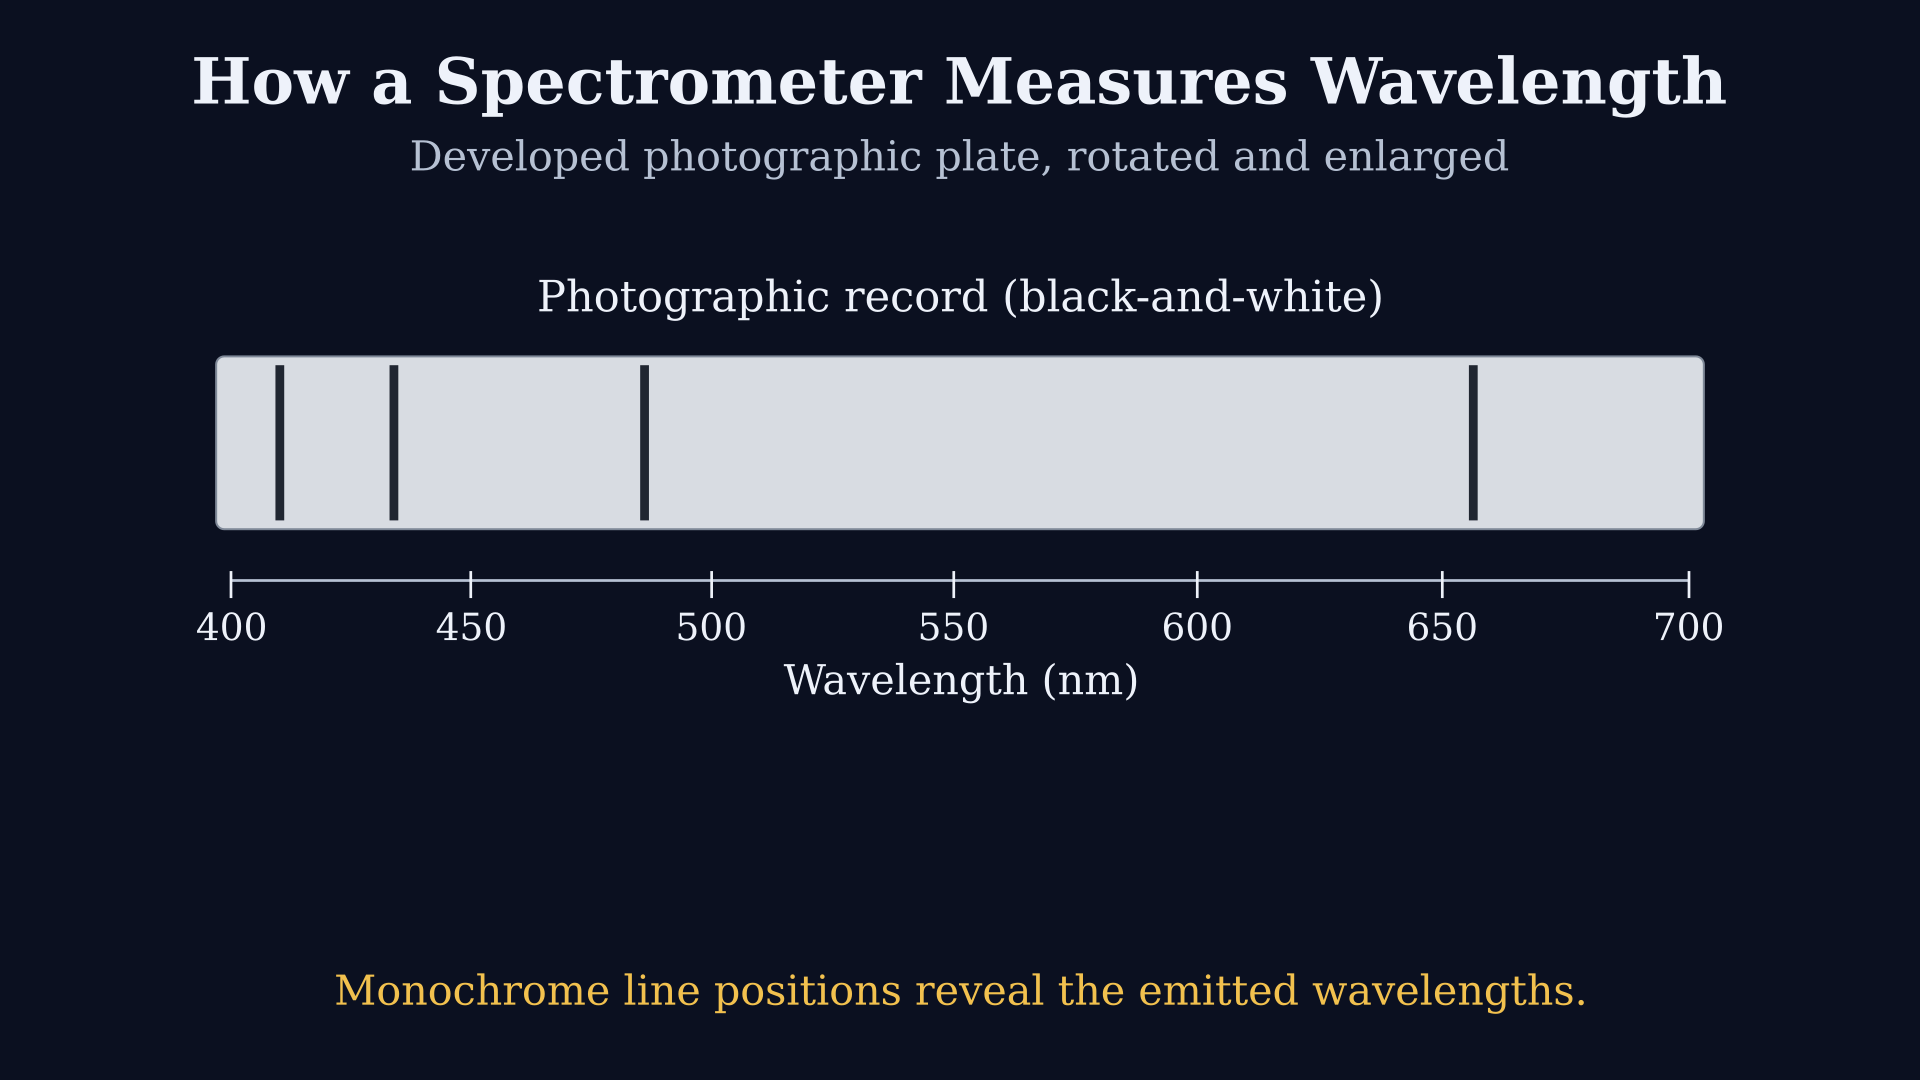 How a Spectrometer Measures Wavelength
Developed photographic plate, rotated and enlarged
Photographic record (black-and-white)
400 450 500 550 600 650 700
Wavelength (nm)
Monochrome line positions reveal the emitted wavelengths.